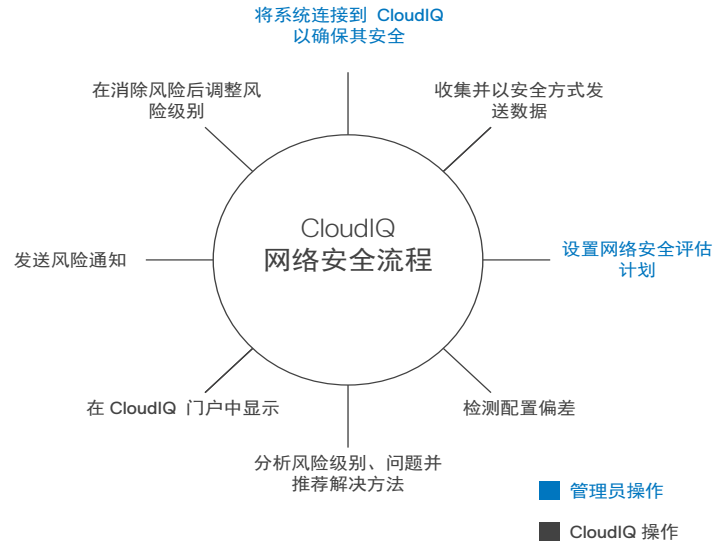 将系统连接到 CloudIQ
以确保其安全
在消除风险后调整风
险级别
收集并以安全方式发
送数据
CloudIQ
网络安全流程
发送风险通知
设置网络安全评估
计划
在 CloudIQ 门户中显示
检测配置偏差
分析风险级别、问题并
推荐解决方法
管理员操作
CloudIQ 操作